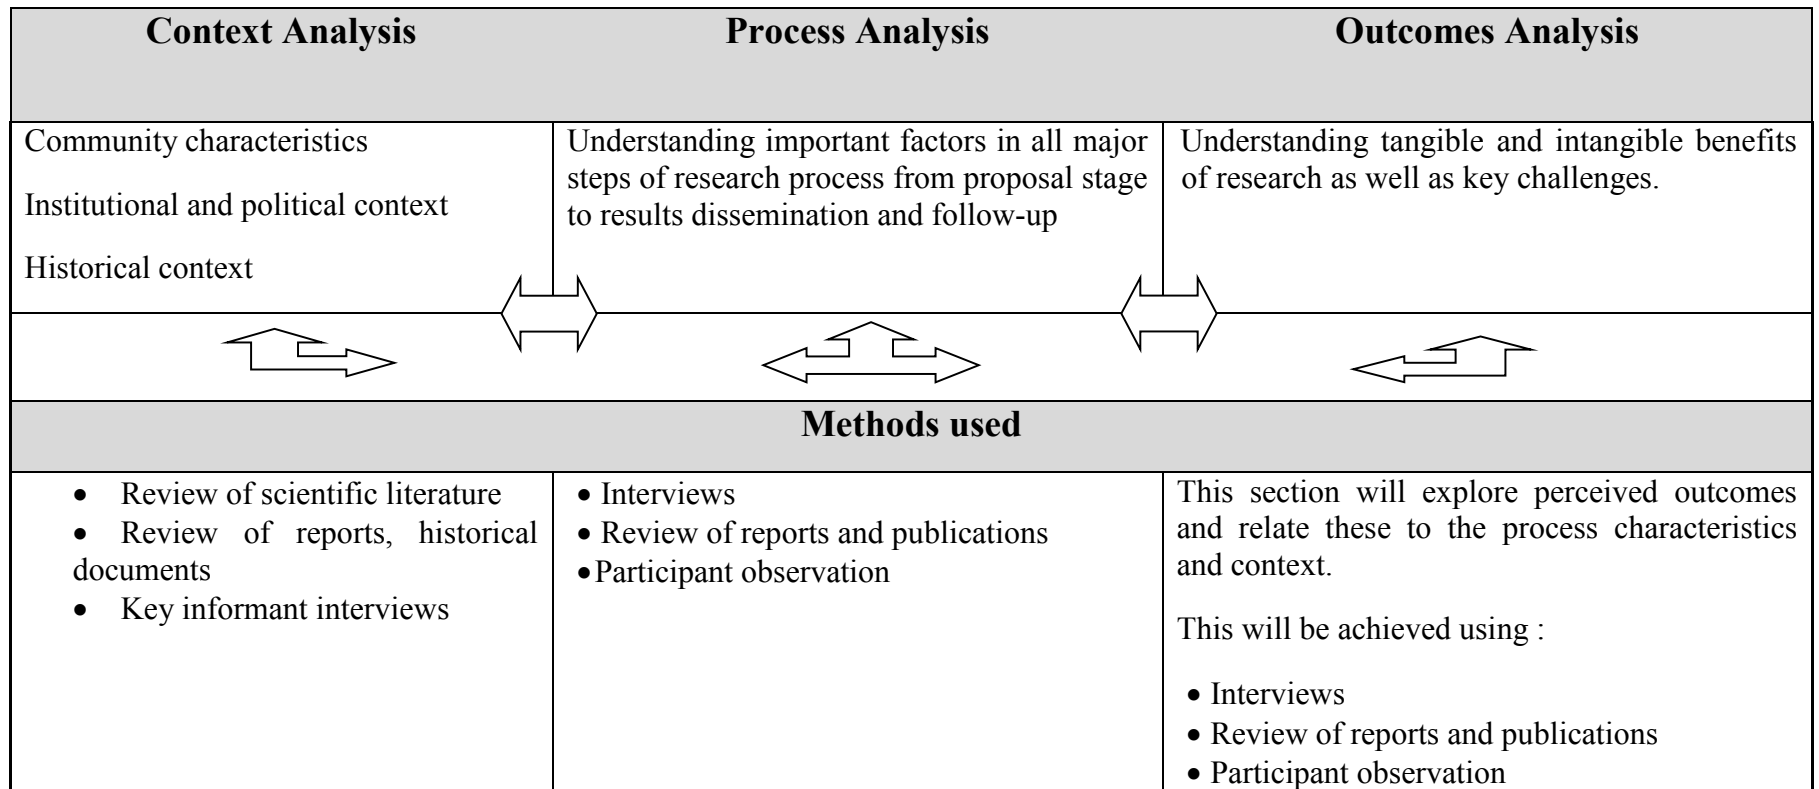 Context Analysis
Process Analysis
Outcomes Analysis
Community characteristics
Institutional and political context
Historical context
Understanding important factors in all major
steps of research process from proposal stage
to results dissemination and follow-up
Understanding tangible and intangible benefits
of research as well as key challenges.
Methods used
• Review of scientific literature
• Review of reports, historical
documents
• Key informant interviews
• Interviews
• Review of reports and publications
• Participant observation
This section will explore perceived outcomes
and relate these to the process characteristics
and context.
This will be achieved using :
• Interviews
• Review of reports and publications
• Participant observation